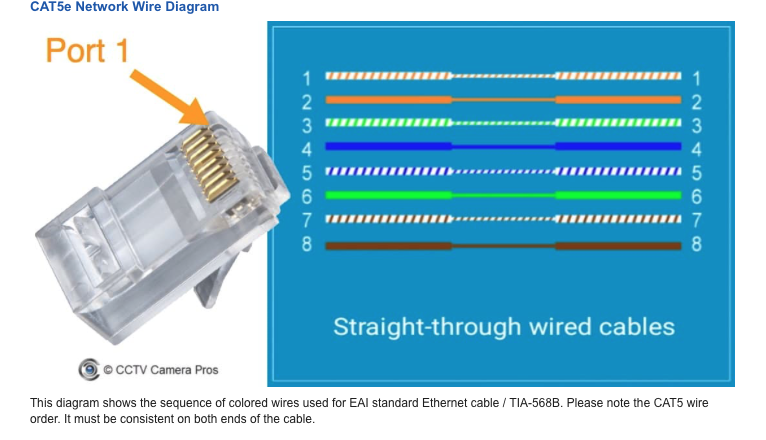 CAT5e Network Wire Diagram
Port 1
1 1
2 2
3 3
4 4
5 5
6 6
7 7
8 8
Straight-through wired cables
© CCTV Camera Pros
This diagram shows the sequence of colored wires used for EAI standard Ethernet cable / TIA-568B. Please note the CAT5 wire
order. It must be consistent on both ends of the cable.